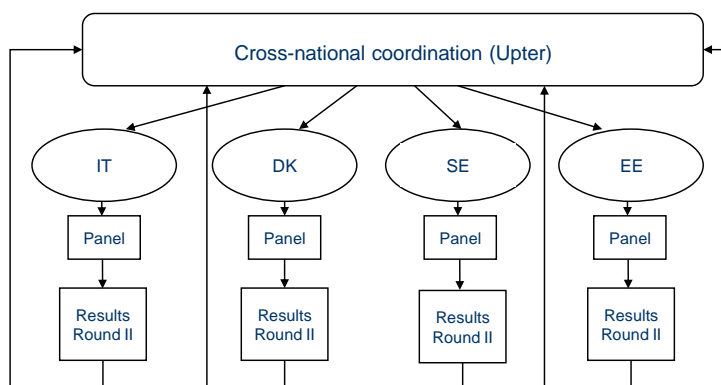 Cross-national coordination (Upter)
IT
DK
SE
EE
Panel
Panel
Panel
Panel
Results
Round II
Results
Round II
Results
Round II
Results
Round II